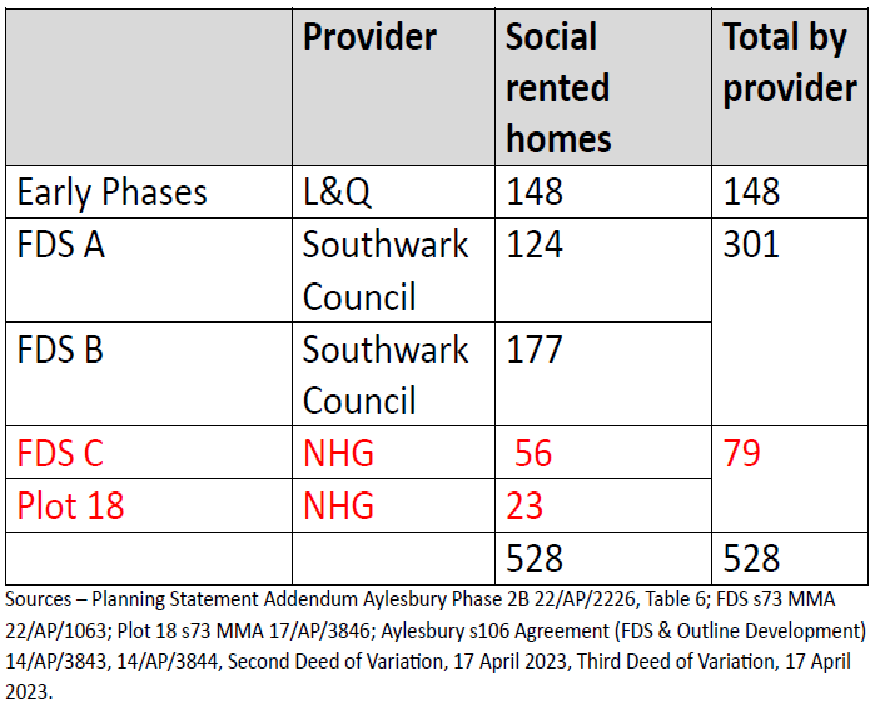 Provider Social rented homes Total by provider
Early Phases L&Q 148 148
FDS A Southwark Council 124 301
FDS B Southwark Council 177
FDS C NHG 56 79
Plot 18 NHG 23
528 528
Sources – Planning Statement Addendum Aylesbury Phase 2B 22/AP/2226, Table 6; FDS s73 MMA
22/AP/1063; Plot 18 s73 MMA 17/AP/3846; Aylesbury s106 Agreement (FDS & Outline Development)
14/AP/3843, 14/AP/3844, Second Deed of Variation, 17 April 2023, Third Deed of Variation, 17 April
2023.